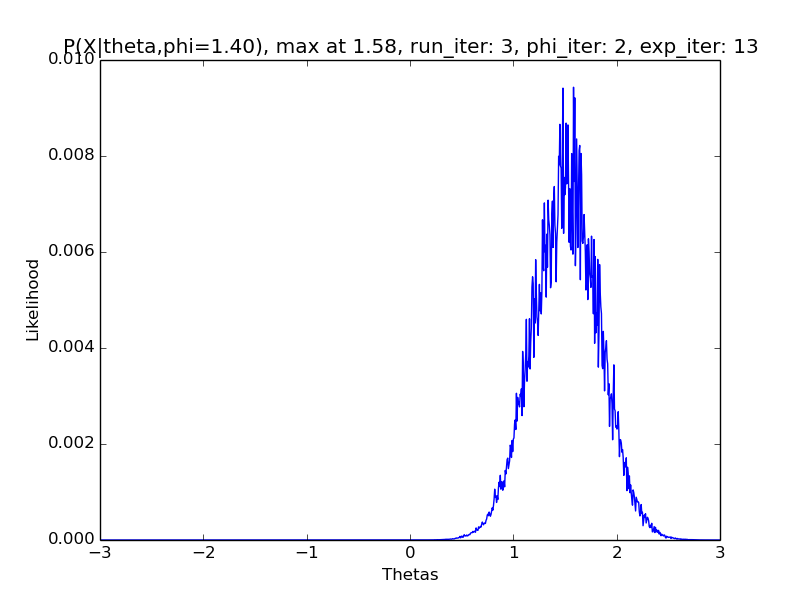 P(X|theta,phi=1.40), max at 1.58, run_iter: 3, phi_iter: 2, exp_iter: 13
0.010
0.008
0.006
0.004
0.002
0.000
Likelihood
−3 −2 −1 0 1 2 3
Thetas